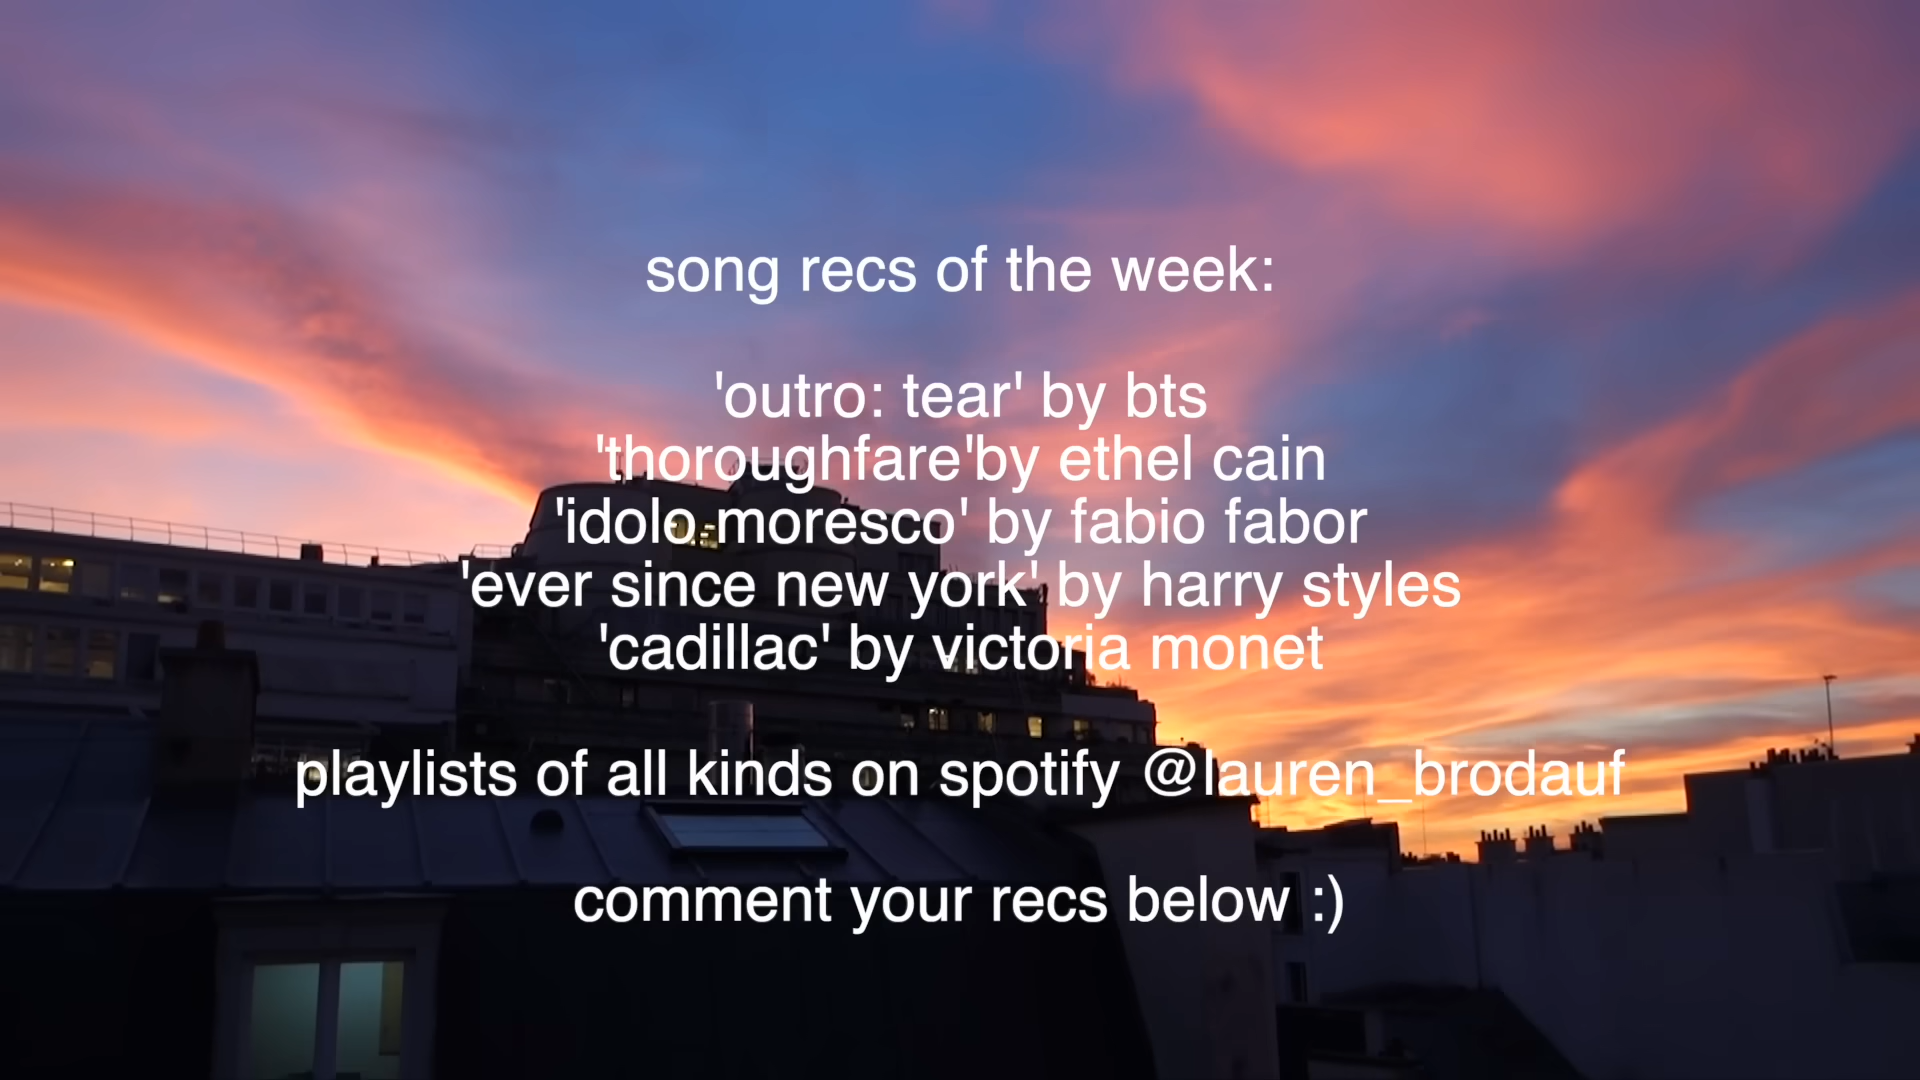 song recs of the week:
'outro: tear' by bts
'thoroughfare'by ethel cain
'idolo moresco' by fabio fabor
'ever since new york' by harry styles
'cadillac' by victoria monet
playlists of all kinds on spotify @lauren_brodauf
comment your recs below :)